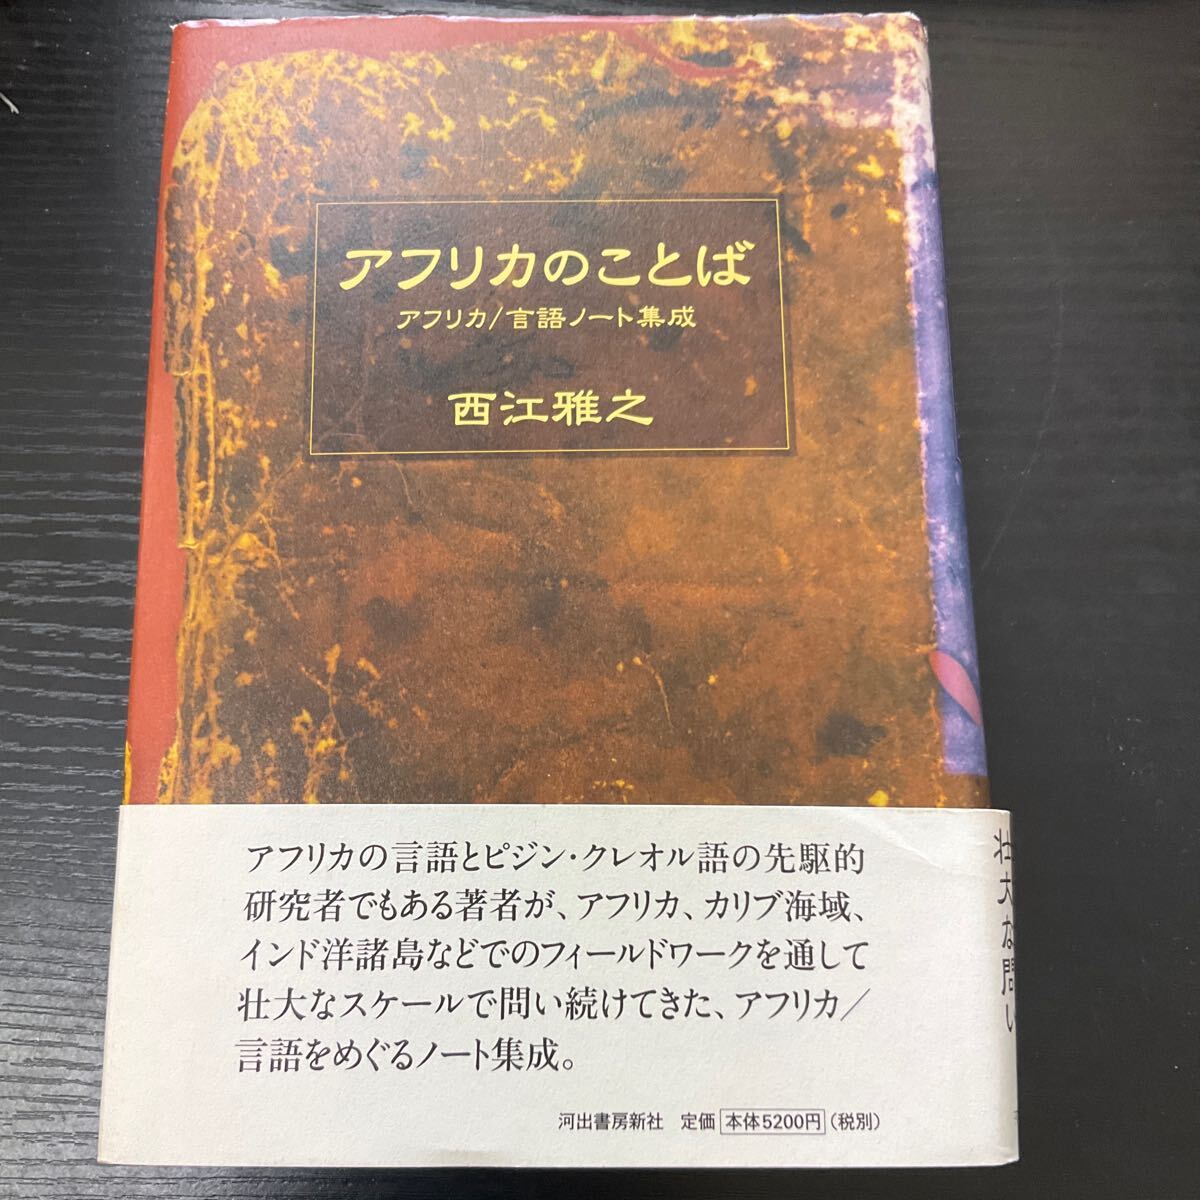 アフリカのことば
アフリカ/言語ノート集成
西江雅之
アフリカの言語とピジン・クレオル語の先駆的
研究者でもある著者が、アフリカ、カリブ海域、
インド洋諸島などでのフィールドワークを通して
壮大なスケールで問い続けてきた、アフリカ/
言語をめぐるノート集成。
河出書房新社 定価 本体5200円(税別)
壮大な問い